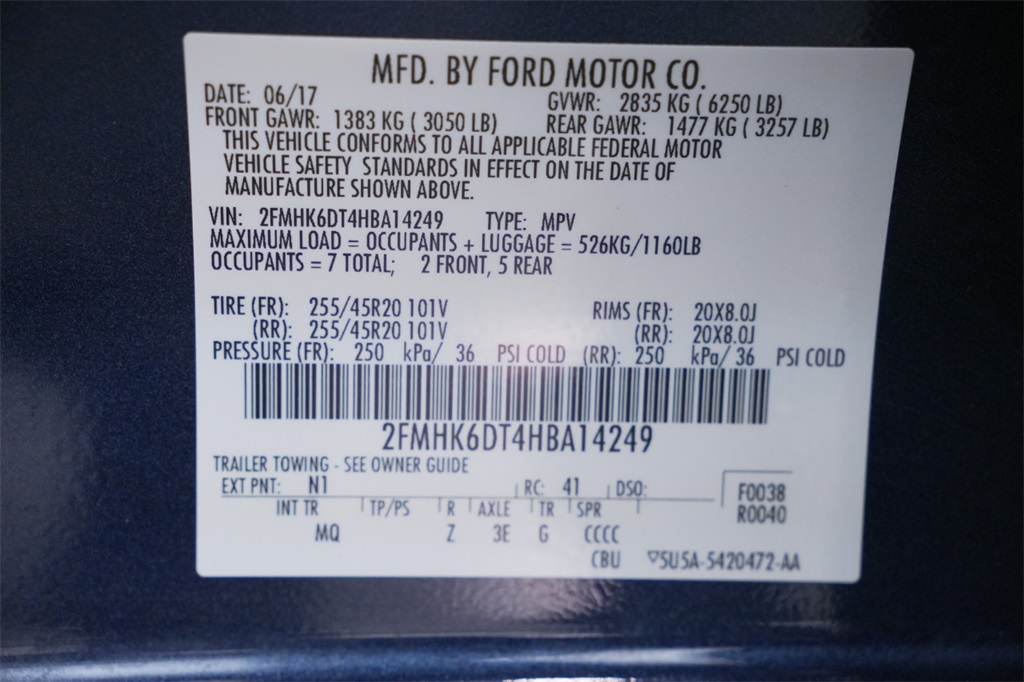 MFD. BY FORD MOTOR CO.
DATE: 06/17 GVWR: 2835 KG ( 6250 LB)
FRONT GAWR: 1383 KG ( 3050 LB) REAR GAWR: 1477 KG ( 3257 LB)
THIS VEHICLE CONFORMS TO ALL APPLICABLE FEDERAL MOTOR
VEHICLE SAFETY STANDARDS IN EFFECT ON THE DATE OF
MANUFACTURE SHOWN ABOVE.
VIN: 2FMHK6DT4HBA14249 TYPE: MPV
MAXIMUM LOAD = OCCUPANTS + LUGGAGE = 526KG/1160LB
OCCUPANTS = 7 TOTAL; 2 FRONT, 5 REAR
TIRE (FR): 255/45R20 101V RIMS (FR): 20X8.0J
(RR): 255/45R20 101V (RR): 20X8.0J
PRESSURE (FR): 250 kPa/ 36 PSI COLD (RR): 250 kPa/ 36 PSI COLD
2FMHK6DT4HBA14249
TRAILER TOWING - SEE OWNER GUIDE
EXT PNT: N1 RC: 41 DSO: F0038
INT TR TP/PS R AXLE TR SPR R0040
MQ Z 3E G CCCC
CBU ▽5U5A-5420472-AA